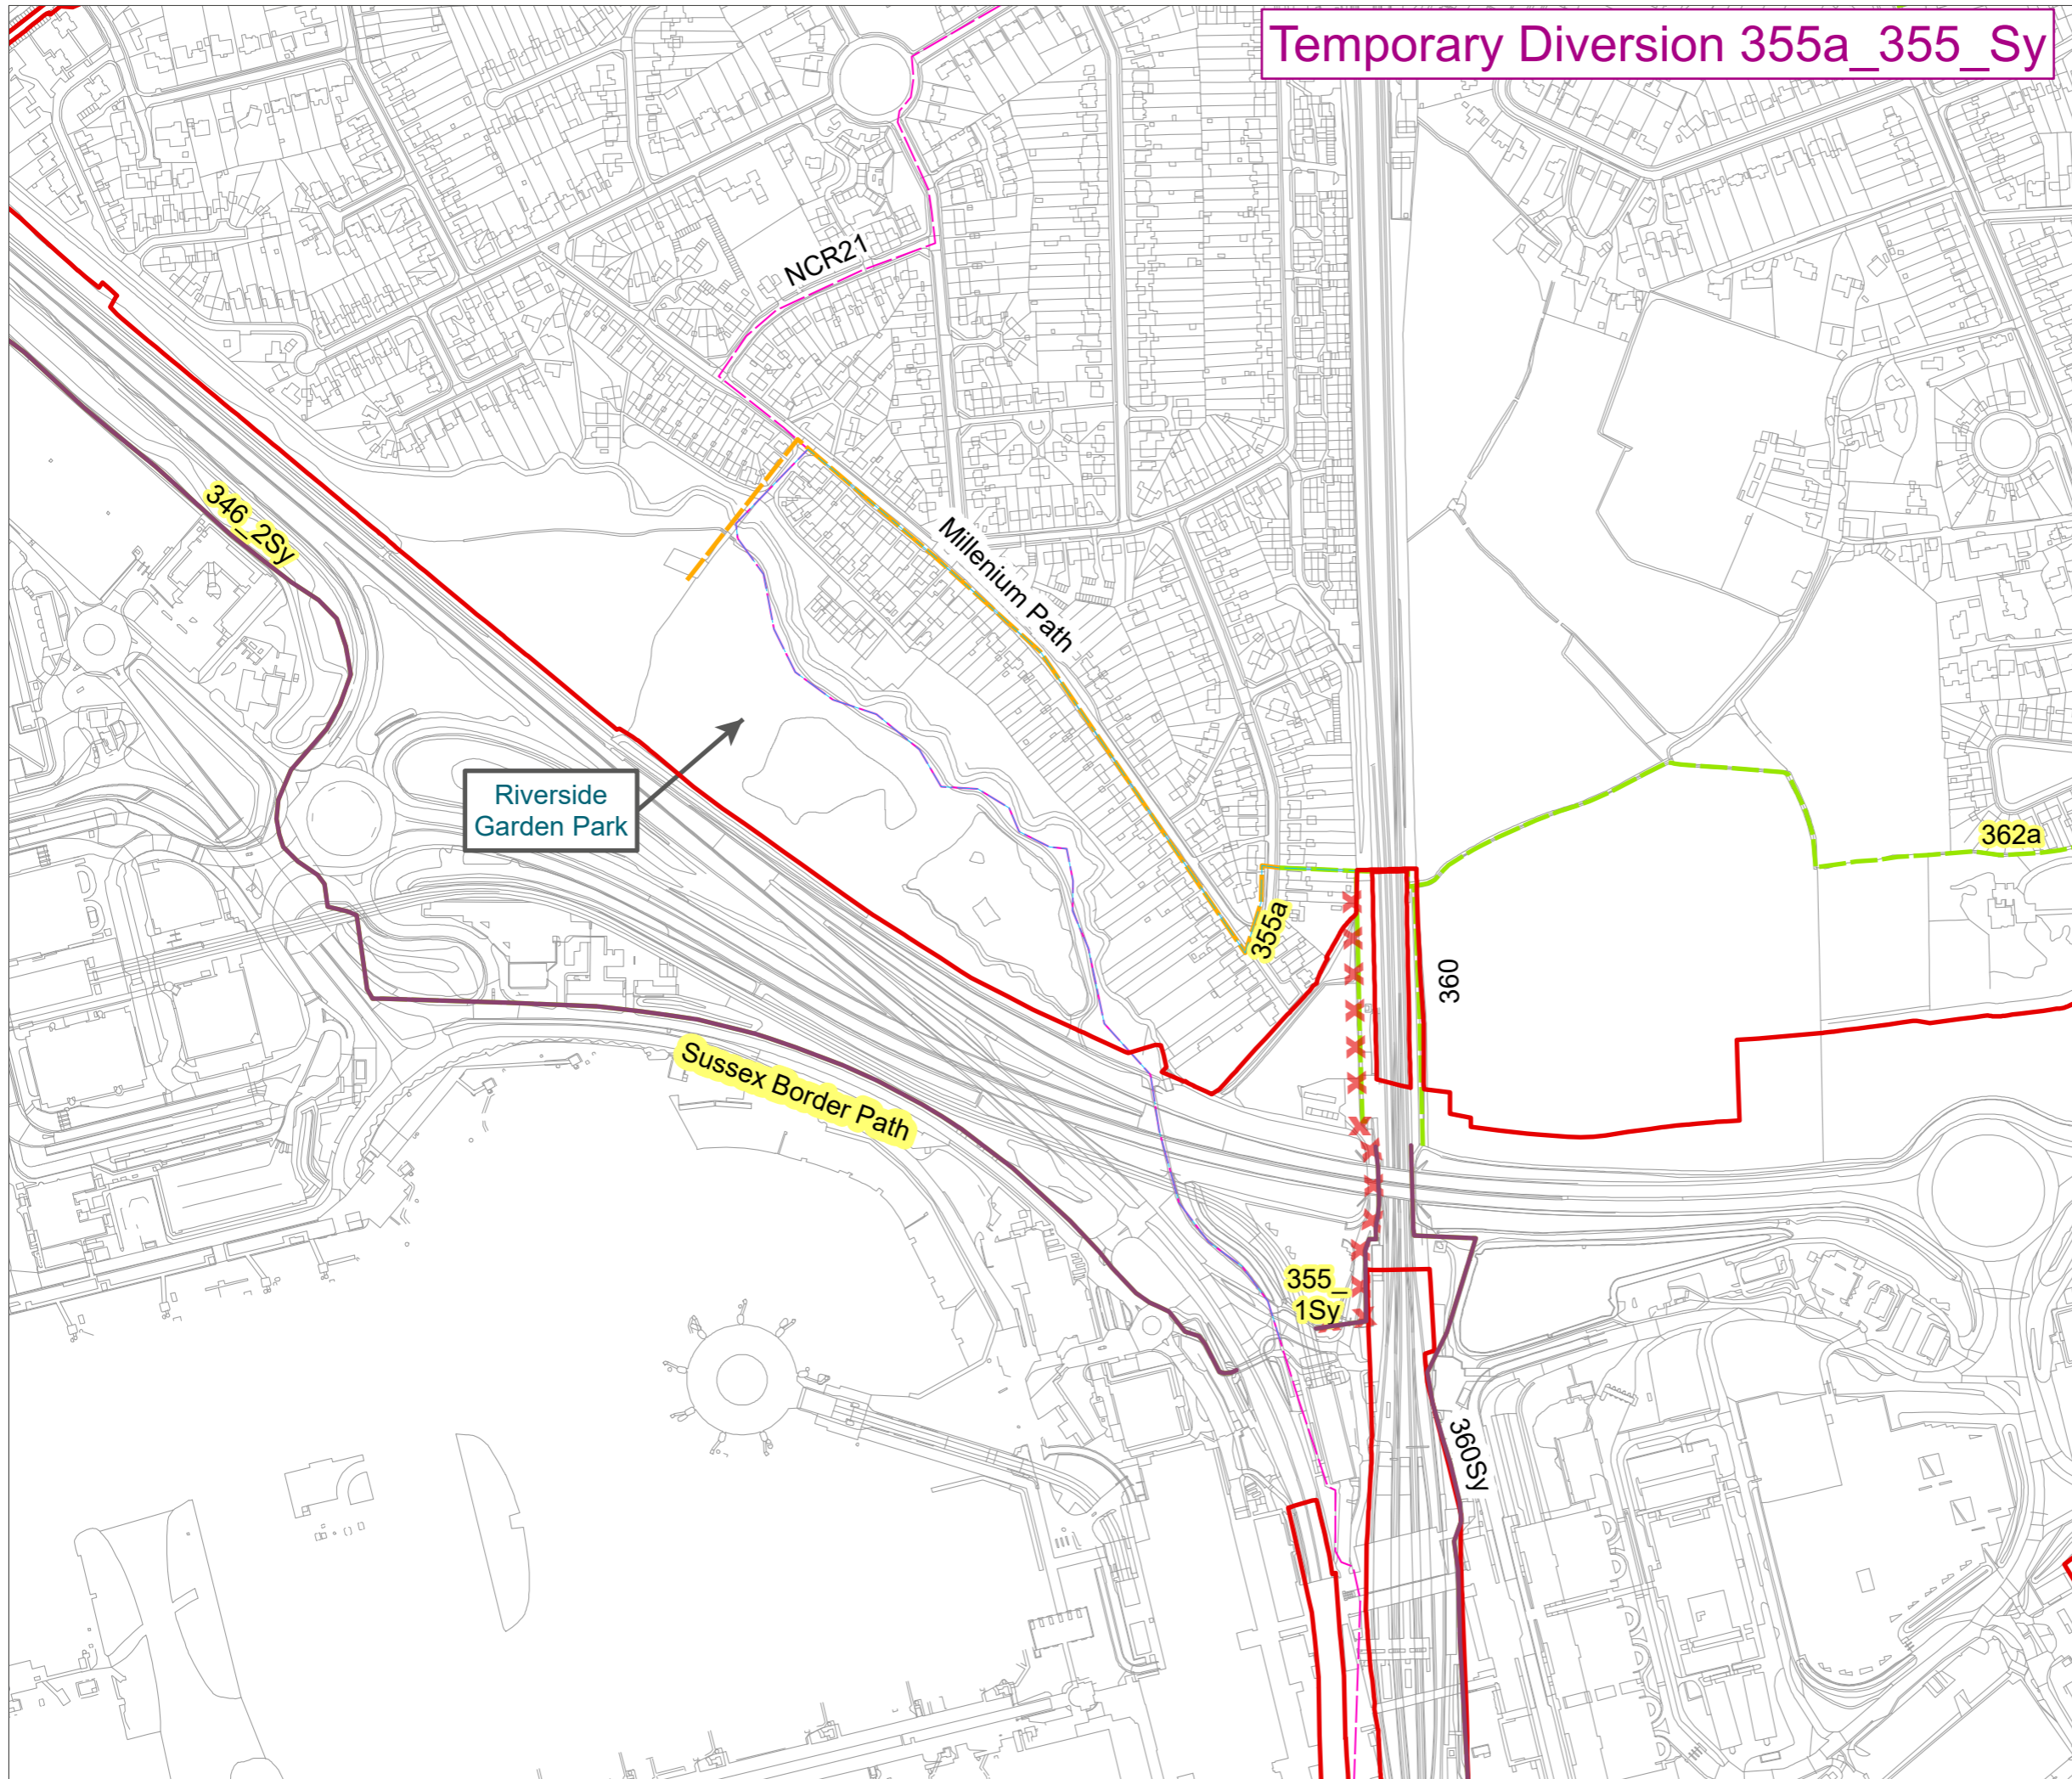 Temporary Diversion 355a_355_Sy
NCR21
346_2Sy
Millenium Path
Riverside
Garden Park
362a
355a
360
Sussex Border Path
355_
1Sy
360Sy